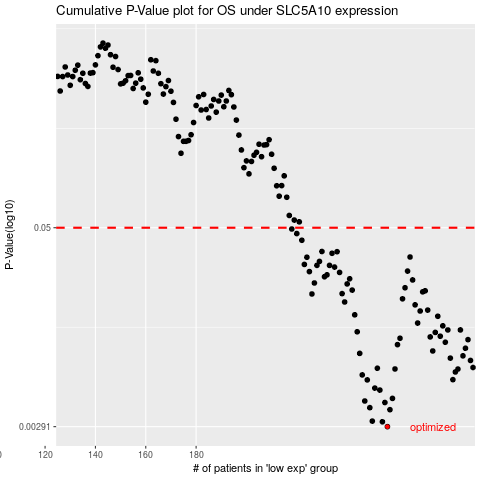 Cumulative P-Value plot for OS under SLC5A10 expression
P-Value(log10)
0.05
0.00291
optimized
0 120 140 160 180
# of patients in 'low exp' group